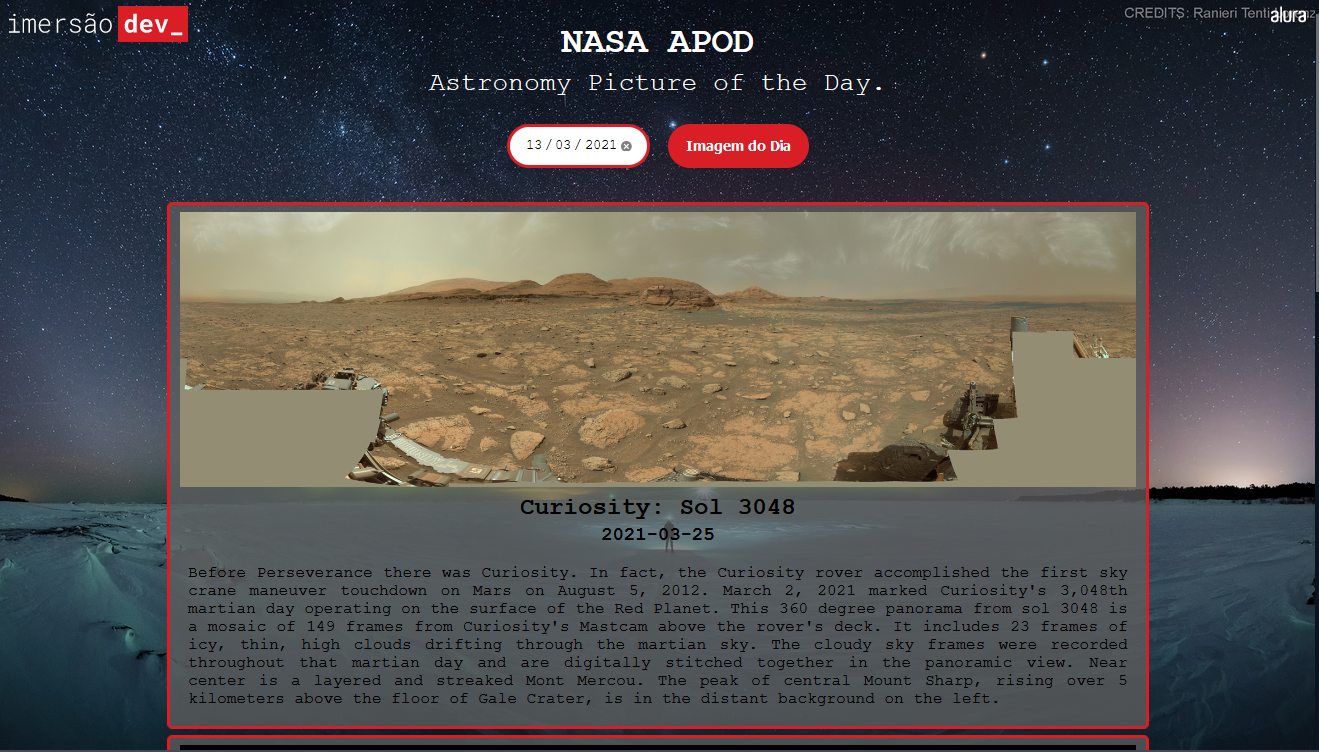 imersão dev_
CREDITS: Ranieri
alura
NASA APOD
Astronomy Picture of the Day.
13 / 03 / 2021
Imagem do Dia
Curiosity: Sol 3048
2021-03-25
Before Perseverance there was Curiosity. In fact, the Curiosity rover accomplished the first sky
crane maneuver touchdown on Mars on August 5, 2012. March 2, 2021 marked Curiosity's 3,048th
martian day operating on the surface of the Red Planet. This 360 degree panorama from sol 3048 is
a mosaic of 149 frames from Curiosity's Mastcam above the rover's deck. It includes 23 frames of
icy, thin, high clouds drifting through the martian sky. The cloudy sky frames were recorded
throughout that martian day and are digitally stitched together in the panoramic view. Near
center is a layered and streaked Mont Mercou. The peak of central Mount Sharp, rising over 5
kilometers above the floor of Gale Crater, is in the distant background on the left.